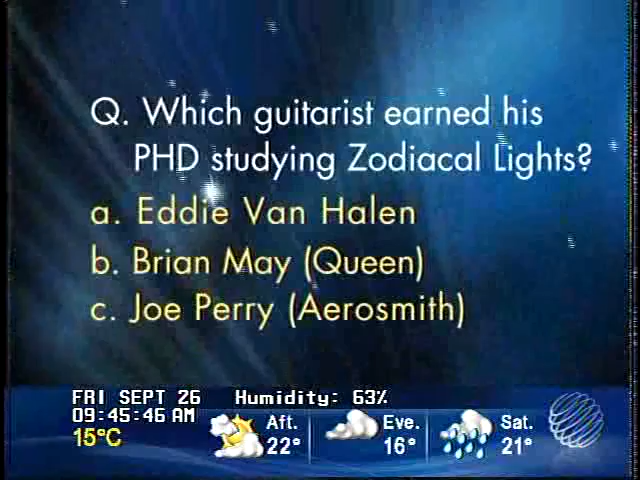 Q. Which guitarist earned his
PHD studying Zodiacal Lights?
a. Eddie Van Halen
b. Brian May (Queen)
c. Joe Perry (Aerosmith)
FRI SEPT 26 Humidity: 63%
09:45:46 AM
15°C
Aft.
22°
Eve.
16°
Sat.
21°